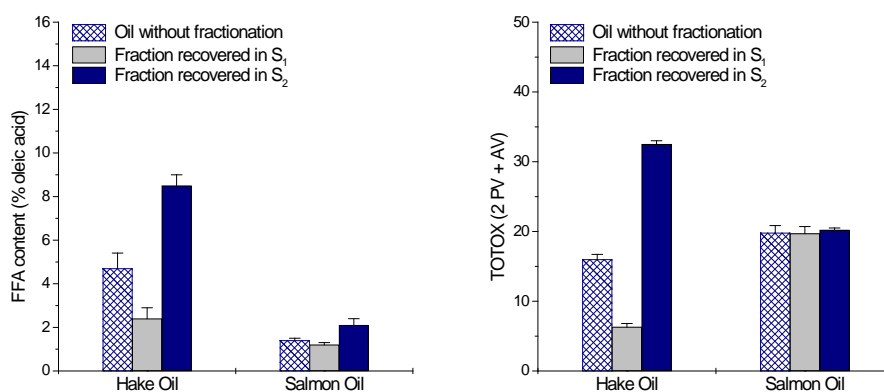 16
14
12
10
8
6
4
2
0
FFA content (% oleic acid)
Oil without fractionation
Fraction recovered in S₁
Fraction recovered in S₂
Hake Oil
Salmon Oil
50
40
30
20
10
0
TOTOX (2 PV + AV)
Oil without fractionation
Fraction recovered in S₁
Fraction recovered in S₂
Hake Oil
Salmon Oil